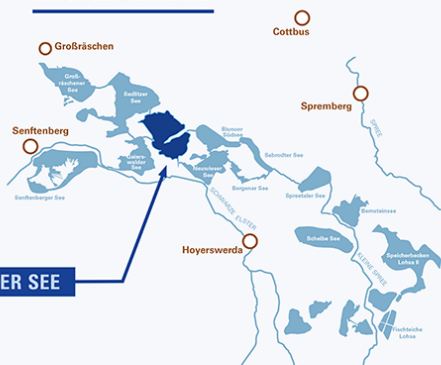 Cottbus
Großräschen
Groß-
räschener
See
Sedlitzer
See
Spremberg
SPREE
Senftenberg
Blunoer
Südsee
Sabrodter See
Geiers-
walder
See
Neuwieser
See
Bergener See
Spreetaler See
Senftenberger See
SCHWARZE ELSTER
Bernsteinsee
Scheibe See
Hoyerswerda
KLEINE SPREE
Speicherbecken
Lohsa II
ER SEE
Fischteiche
Lohsa